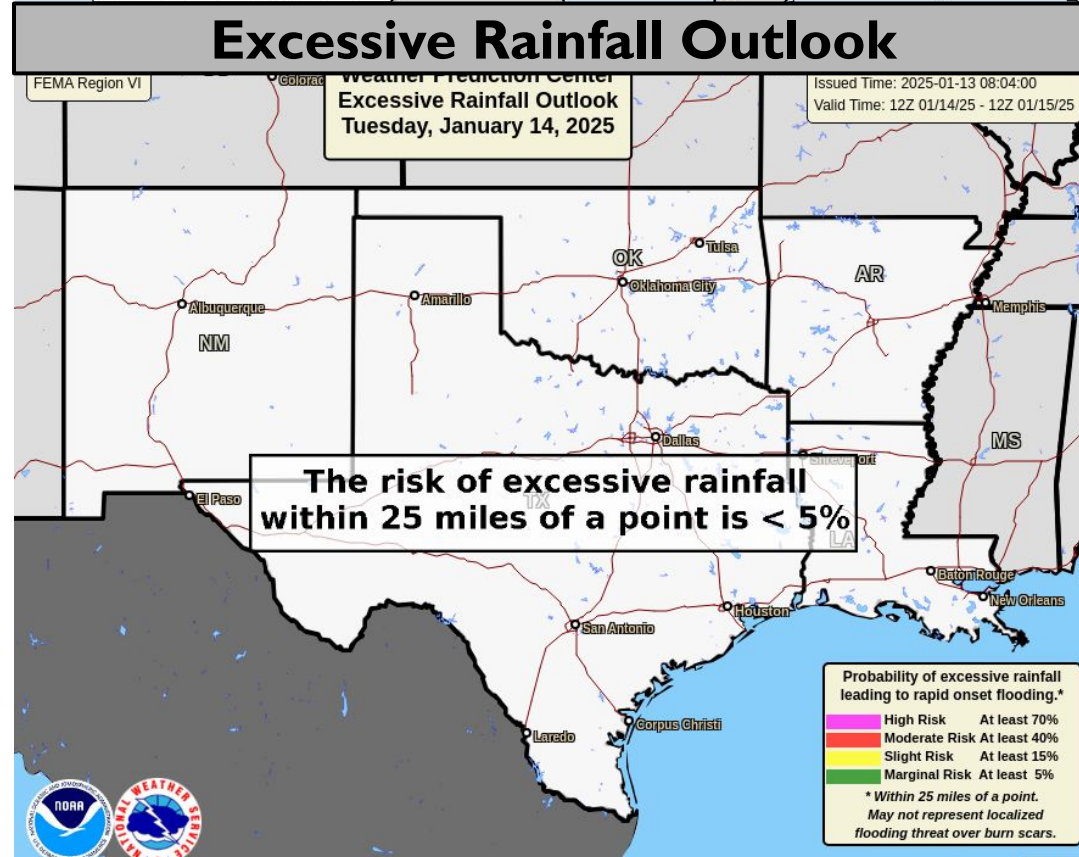 Excessive Rainfall Outlook
FEMA Region VI
Weather Prediction Center
Excessive Rainfall Outlook
Tuesday, January 14, 2025
Issued Time: 2025-01-13 08:04:00
Valid Time: 12Z 01/14/25 - 12Z 01/15/25
Colorad
Tulsa
OK
Oklahoma City
AR
Amarillo
Albuquerque
Memphis
NM
Dallas
MS
Shreveport
The risk of excessive rainfall
within 25 miles of a point is < 5%
El Paso
TX
LA
Baton Rouge
New Orleans
Houston
San Antonio
Corpus Christi
Laredo
Probability of excessive rainfall
leading to rapid onset flooding.*
High Risk At least 70%
Moderate Risk At least 40%
Slight Risk At least 15%
Marginal Risk At least 5%
* Within 25 miles of a point.
May not represent localized
flooding threat over burn scars.
NOAA
NATIONAL WEATHER SERVICE